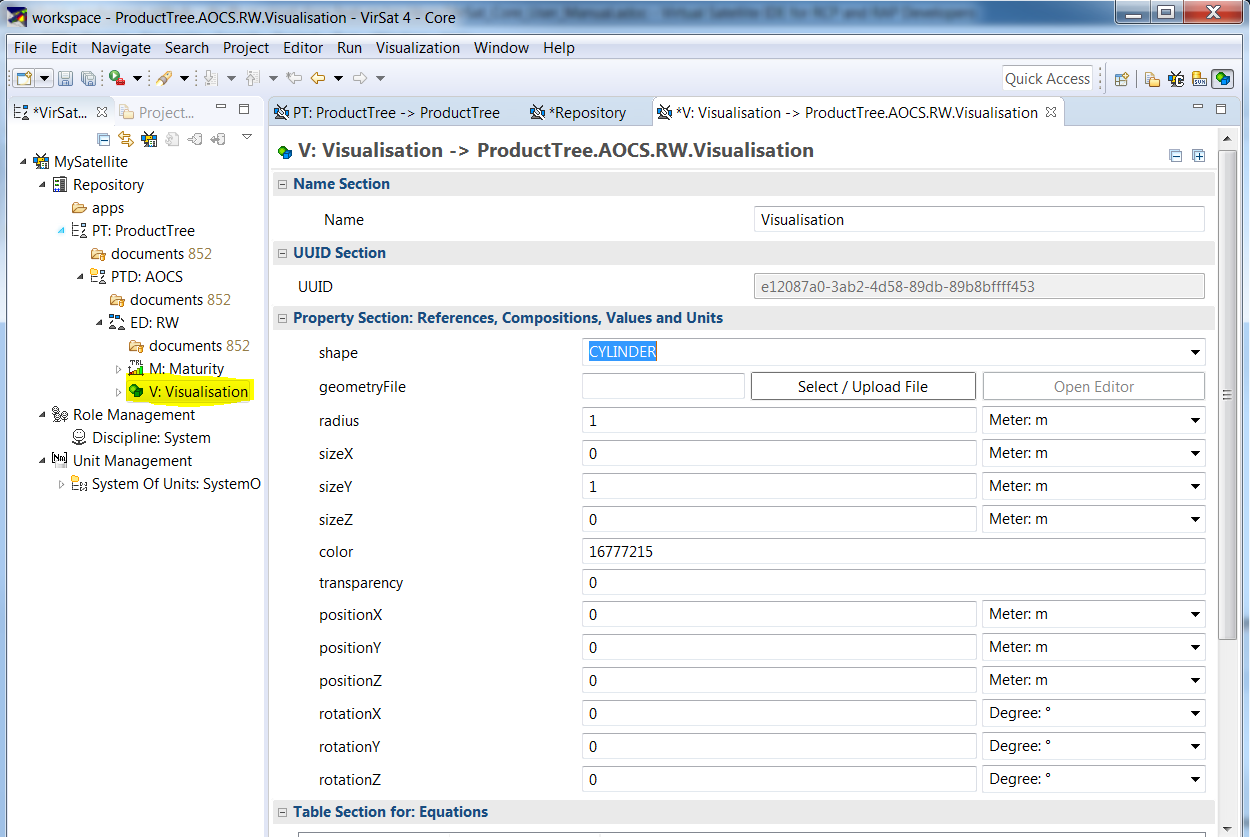 workspace - ProductTree.AOCS.RW.Visualisation - VirSat 4 - Core
File Edit Navigate Search Project Editor Run Visualization Window Help
Quick Access
*VirSat... Project...
PT: ProductTree -> ProductTree *Repository *V: Visualisation -> ProductTree.AOCS.RW.Visualisation
MySatellite
Repository
apps
PT: ProductTree
documents 852
PTD: AOCS
documents 852
ED: RW
documents 852
M: Maturity
V: Visualisation
Role Management
Discipline: System
Unit Management
System Of Units: SystemO
V: Visualisation -> ProductTree.AOCS.RW.Visualisation
Name Section
Name Visualisation
UUID Section
UUID e12087a0-3ab2-4d58-89db-89b8bffff453
Property Section: References, Compositions, Values and Units
shape CYLINDER
geometryFile Select / Upload File Open Editor
radius 1 Meter: m
sizeX 0 Meter: m
sizeY 1 Meter: m
sizeZ 0 Meter: m
color 16777215
transparency 0
positionX 0 Meter: m
positionY 0 Meter: m
positionZ 0 Meter: m
rotationX 0 Degree: °
rotationY 0 Degree: °
rotationZ 0 Degree: °
Table Section for: Equations